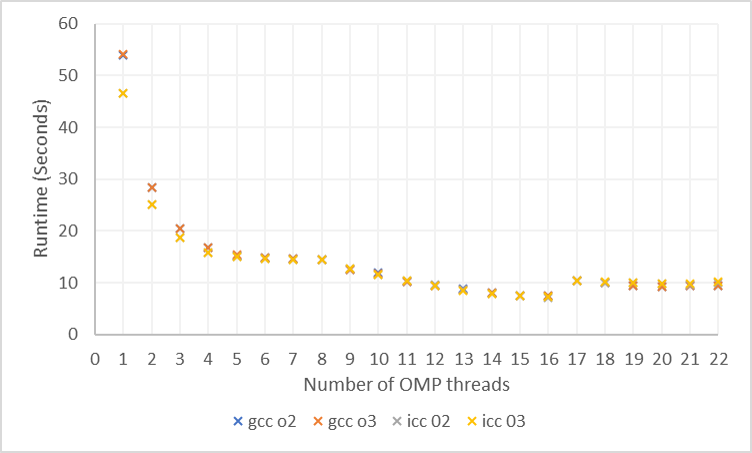 60
50
40
30
20
10
0
Runtime (Seconds)
0 1 2 3 4 5 6 7 8 9 10 11 12 13 14 15 16 17 18 19 20 21 22
Number of OMP threads
gcc o2 gcc o3 icc 02 icc 03